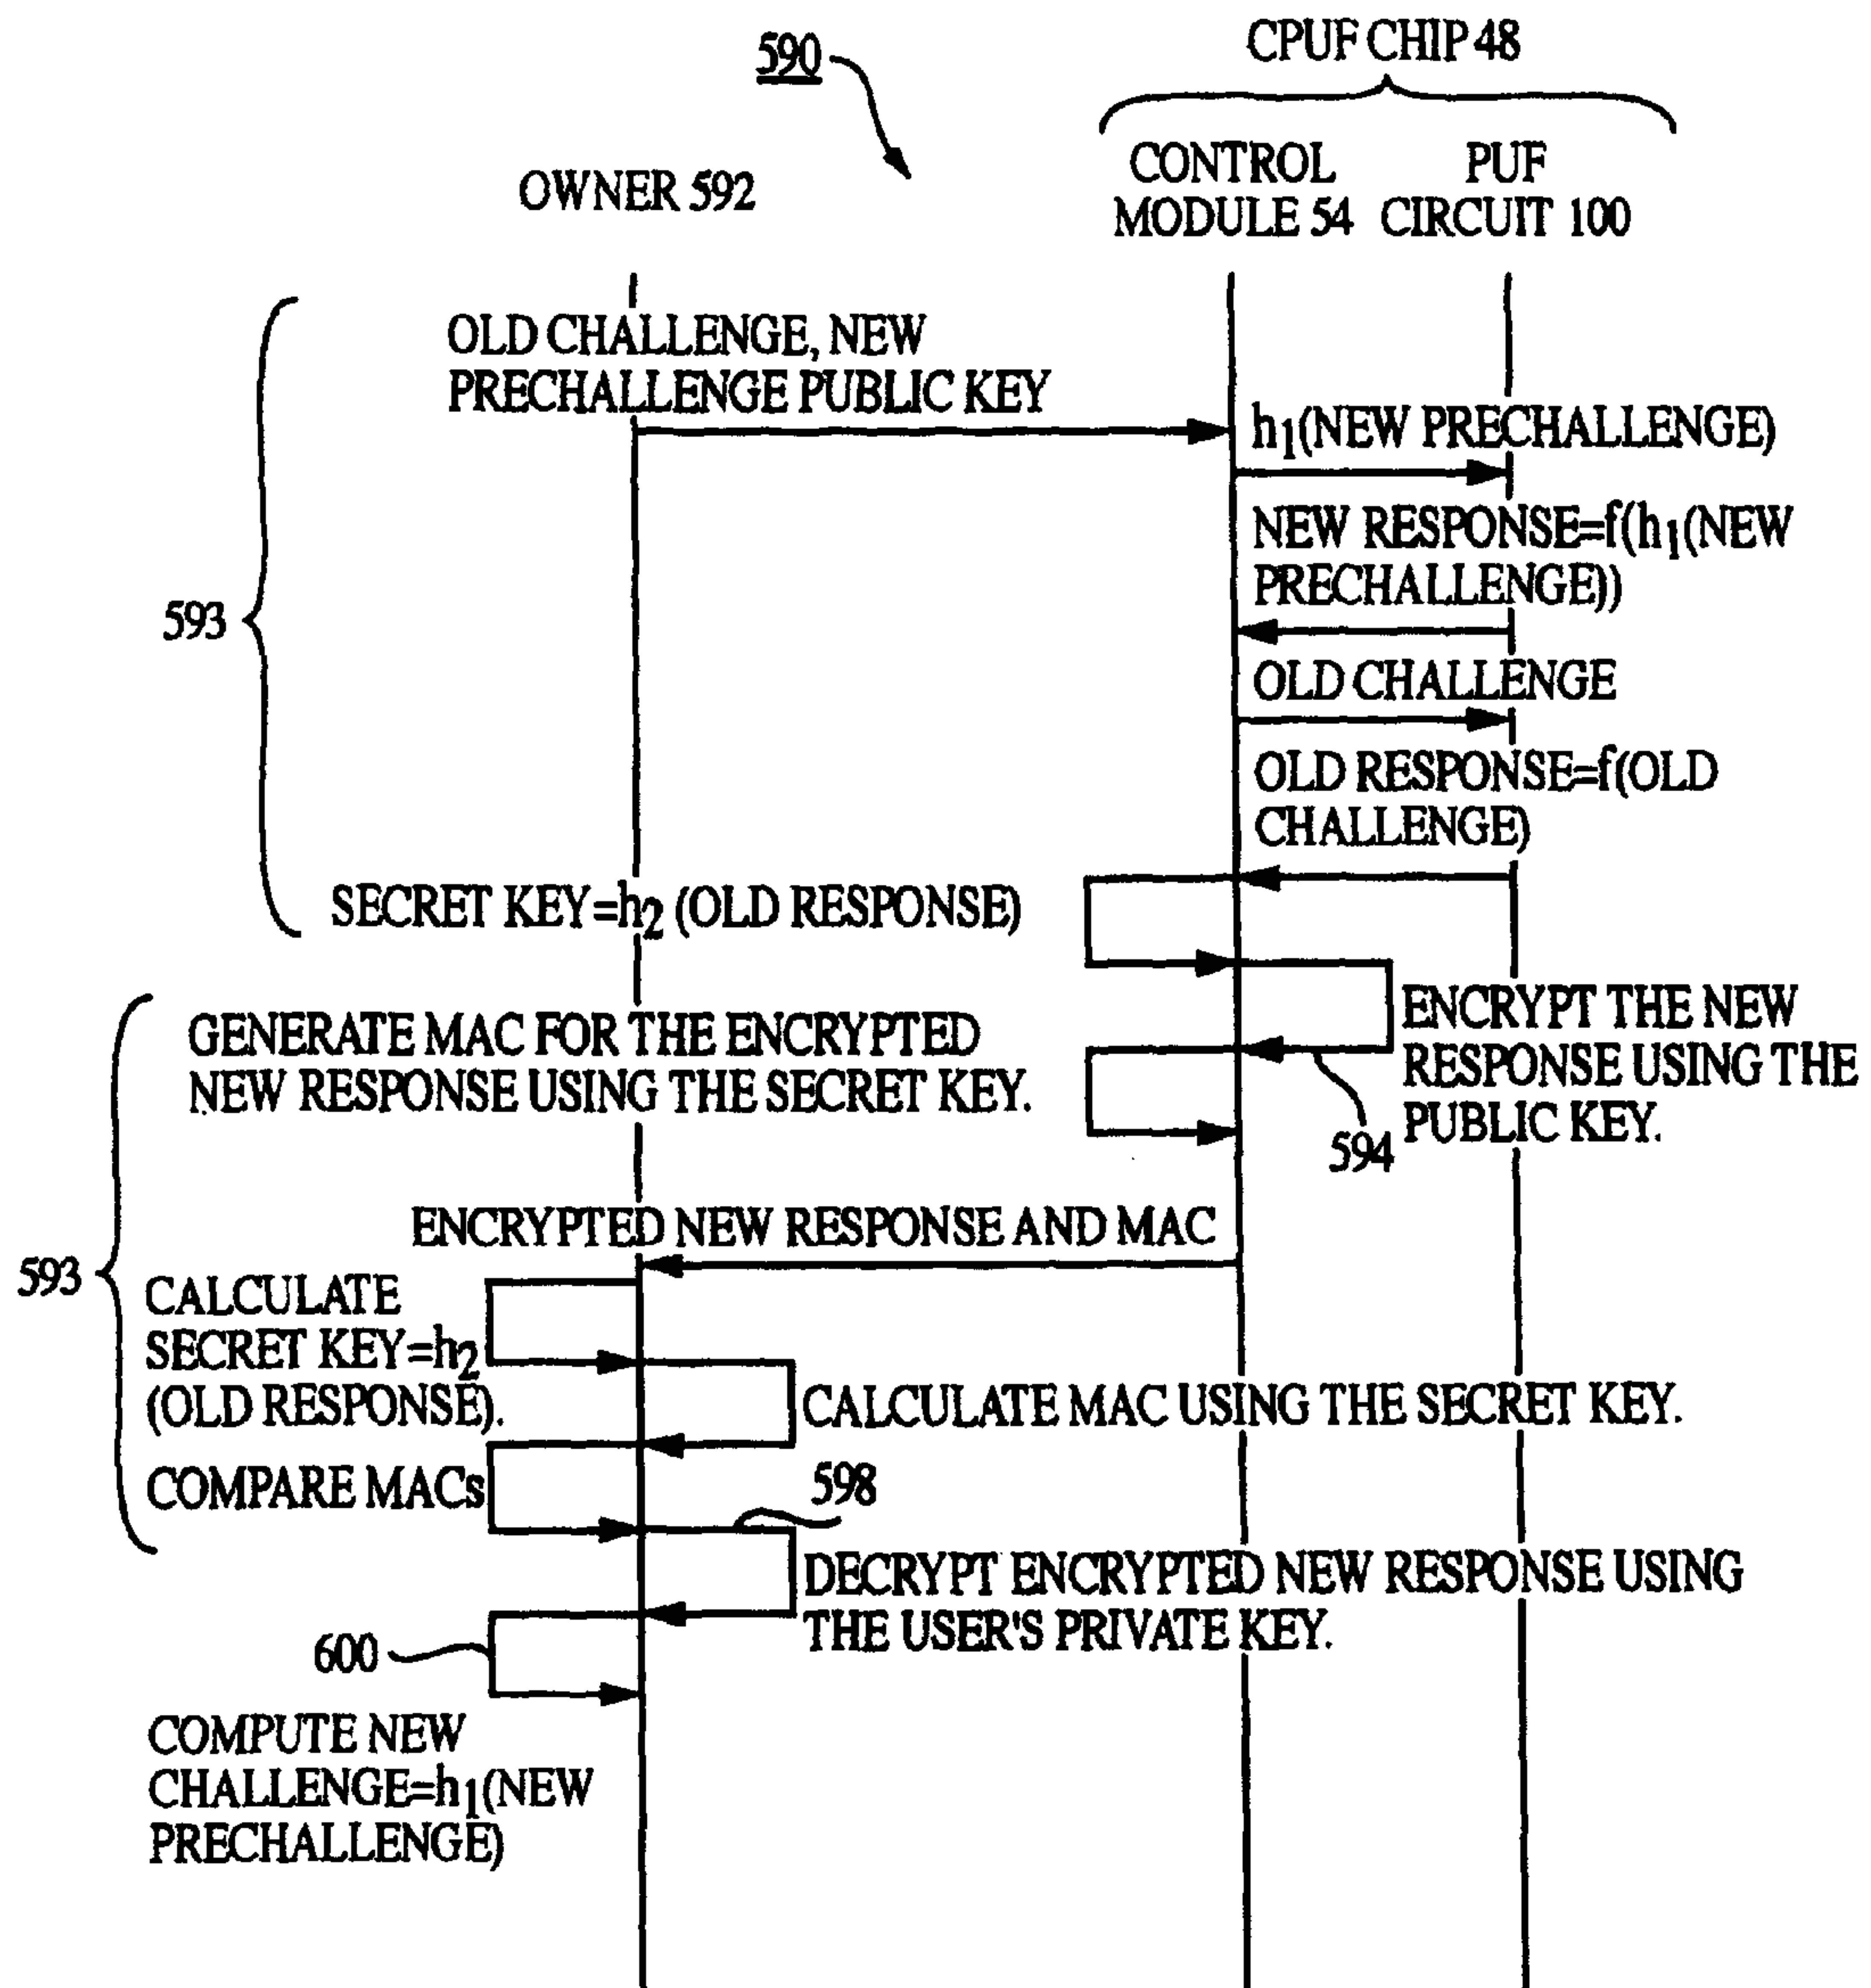 590
CPUF CHIP 48
OWNER 592
CONTROL
MODULE 54
PUF
CIRCUIT 100
OLD CHALLENGE, NEW
PRECHALLENGE PUBLIC KEY
h1(NEW PRECHALLENGE)
NEW RESPONSE=f(h1(NEW
PRECHALLENGE))
593
OLD CHALLENGE
OLD RESPONSE=f(OLD
CHALLENGE)
SECRET KEY=h2 (OLD RESPONSE)
ENCRYPT THE NEW
RESPONSE USING THE
PUBLIC KEY.
594
GENERATE MAC FOR THE ENCRYPTED
NEW RESPONSE USING THE SECRET KEY.
ENCRYPTED NEW RESPONSE AND MAC
593
CALCULATE
SECRET KEY=h2
(OLD RESPONSE).
CALCULATE MAC USING THE SECRET KEY.
COMPARE MACs
598
DECRYPT ENCRYPTED NEW RESPONSE USING
THE USER'S PRIVATE KEY.
600
COMPUTE NEW
CHALLENGE=h1(NEW
PRECHALLENGE)